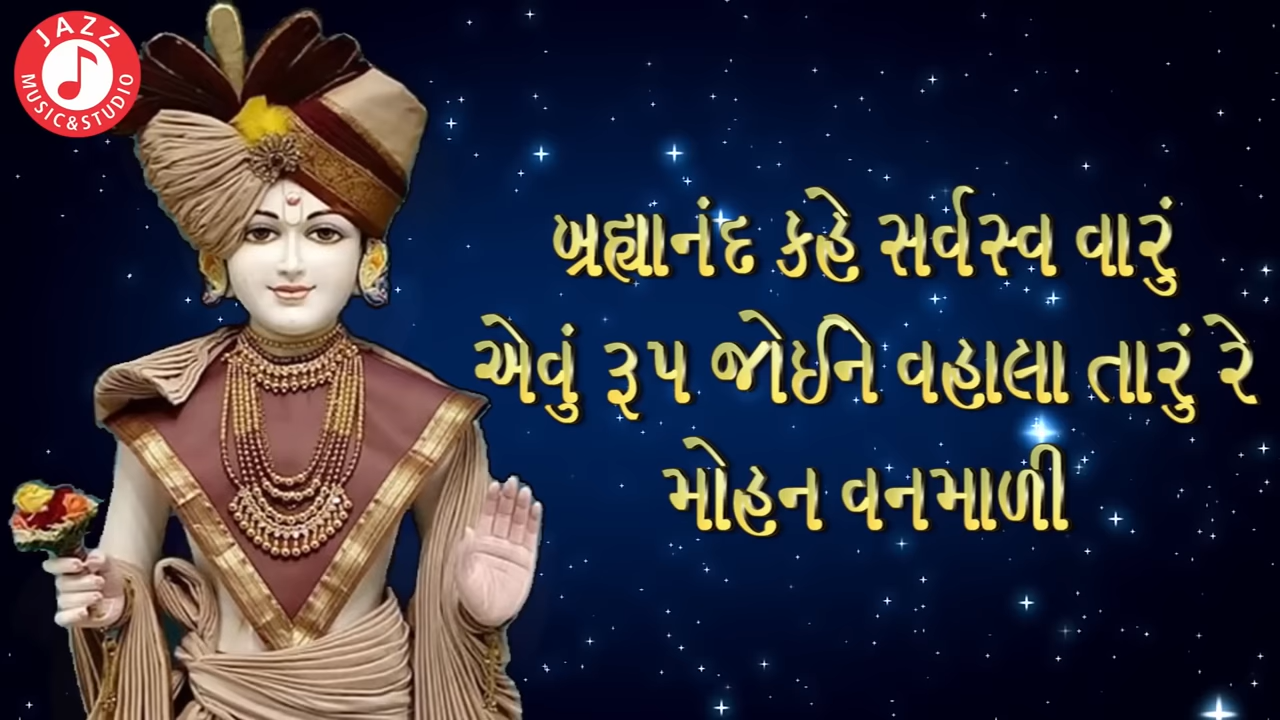 JAZZ
MUSIC&STUDIO
બ્રહ્માનંદ કહે સર્વસ્વ વારું
એવું રૂપ જોઈને વહાલા તારું રે
મોહન વનમાળી